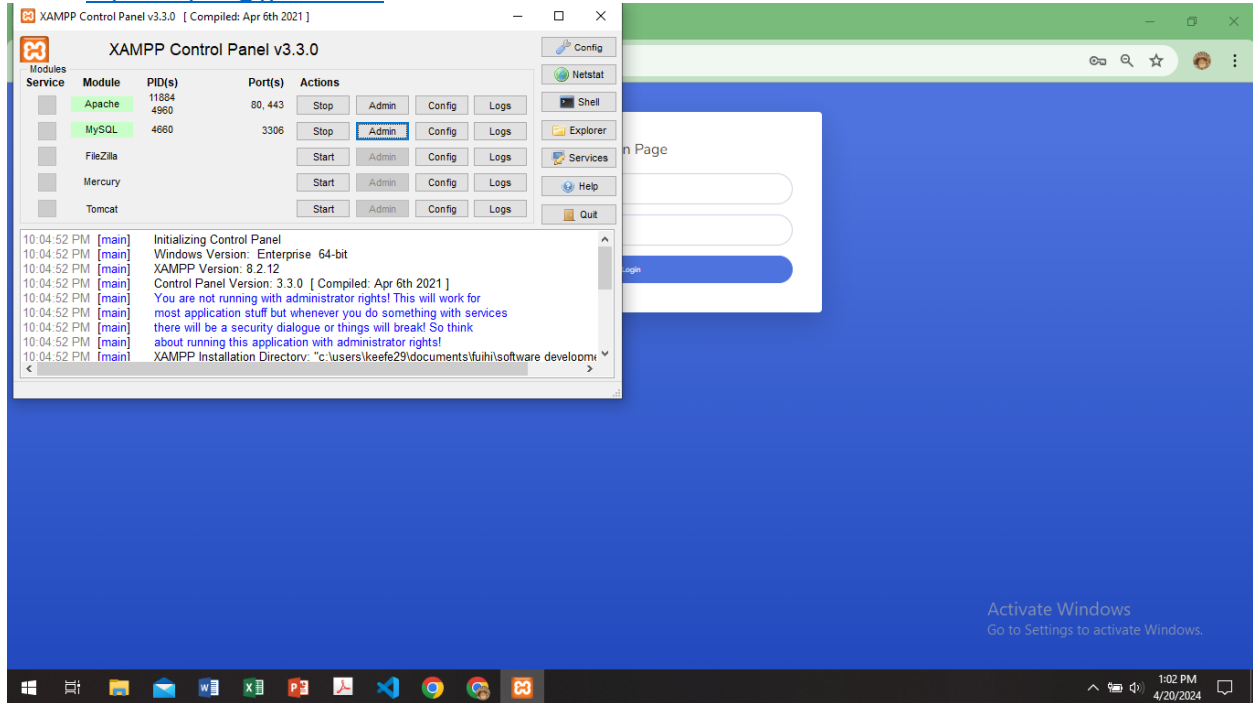 XAMPP Control Panel v3.3.0 [ Compiled: Apr 6th 2021 ]
XAMPP Control Panel v3.3.0
Config
Modules
Service Module PID(s) Port(s) Actions
Netstat
Apache 11884 4960 80, 443 Stop Admin Config Logs
Shell
MySQL 4660 3306 Stop Admin Config Logs
Explorer
FileZilla Start Admin Config Logs
Services
Mercury Start Admin Config Logs
Help
Tomcat Start Admin Config Logs
Quit
10:04:52 PM [main] Initializing Control Panel
10:04:52 PM [main] Windows Version: Enterprise 64-bit
10:04:52 PM [main] XAMPP Version: 8.2.12
10:04:52 PM [main] Control Panel Version: 3.3.0 [ Compiled: Apr 6th 2021 ]
10:04:52 PM [main] You are not running with administrator rights! This will work for
10:04:52 PM [main] most application stuff but whenever you do something with services
10:04:52 PM [main] there will be a security dialogue or things will break! So think
10:04:52 PM [main] about running this application with administrator rights!
10:04:52 PM [main] XAMPP Installation Directory: "c:\users\keefe29\documents\fuihi\software developme
n Page
Login
Activate Windows
Go to Settings to activate Windows.
1:02 PM
4/20/2024